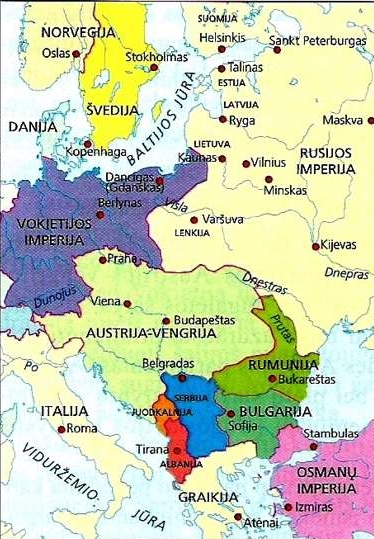 SUOMIJA
NORVEGIJA
Helsinkis
Sankt Peterburgas
Oslas
Stokholmas
Talinas
ESTIJA
ŠVEDIJA
BALTIJOS JŪRA
LATVIJA
Ryga
DANIJA
Maskva
Kopenhaga
LIETUVA
Kaunas
Vilnius
RUSIJOS
IMPERIJA
Dancigas
(Gdanskas)
Minskas
Berlynas
Visla
Varšuva
VOKIETIJOS
IMPERIJA
LENKIJA
Kijevas
Praha
Dnestras
Dnepras
Dunojus
Viena
Prutas
Budapeštas
AUSTRIJA-VENGRIJA
Po
Belgradas
RUMUNIJA
Bukareštas
SERBIJA
ITALIJA
JUODKALNIJA
BULGARIJA
Roma
Sofija
Stambulas
VIDURŽEMIO
JŪRA
Tirana
ALBANIJA
OSMANŲ
IMPERIJA
GRAIKIJA
Izmiras
Atėnai